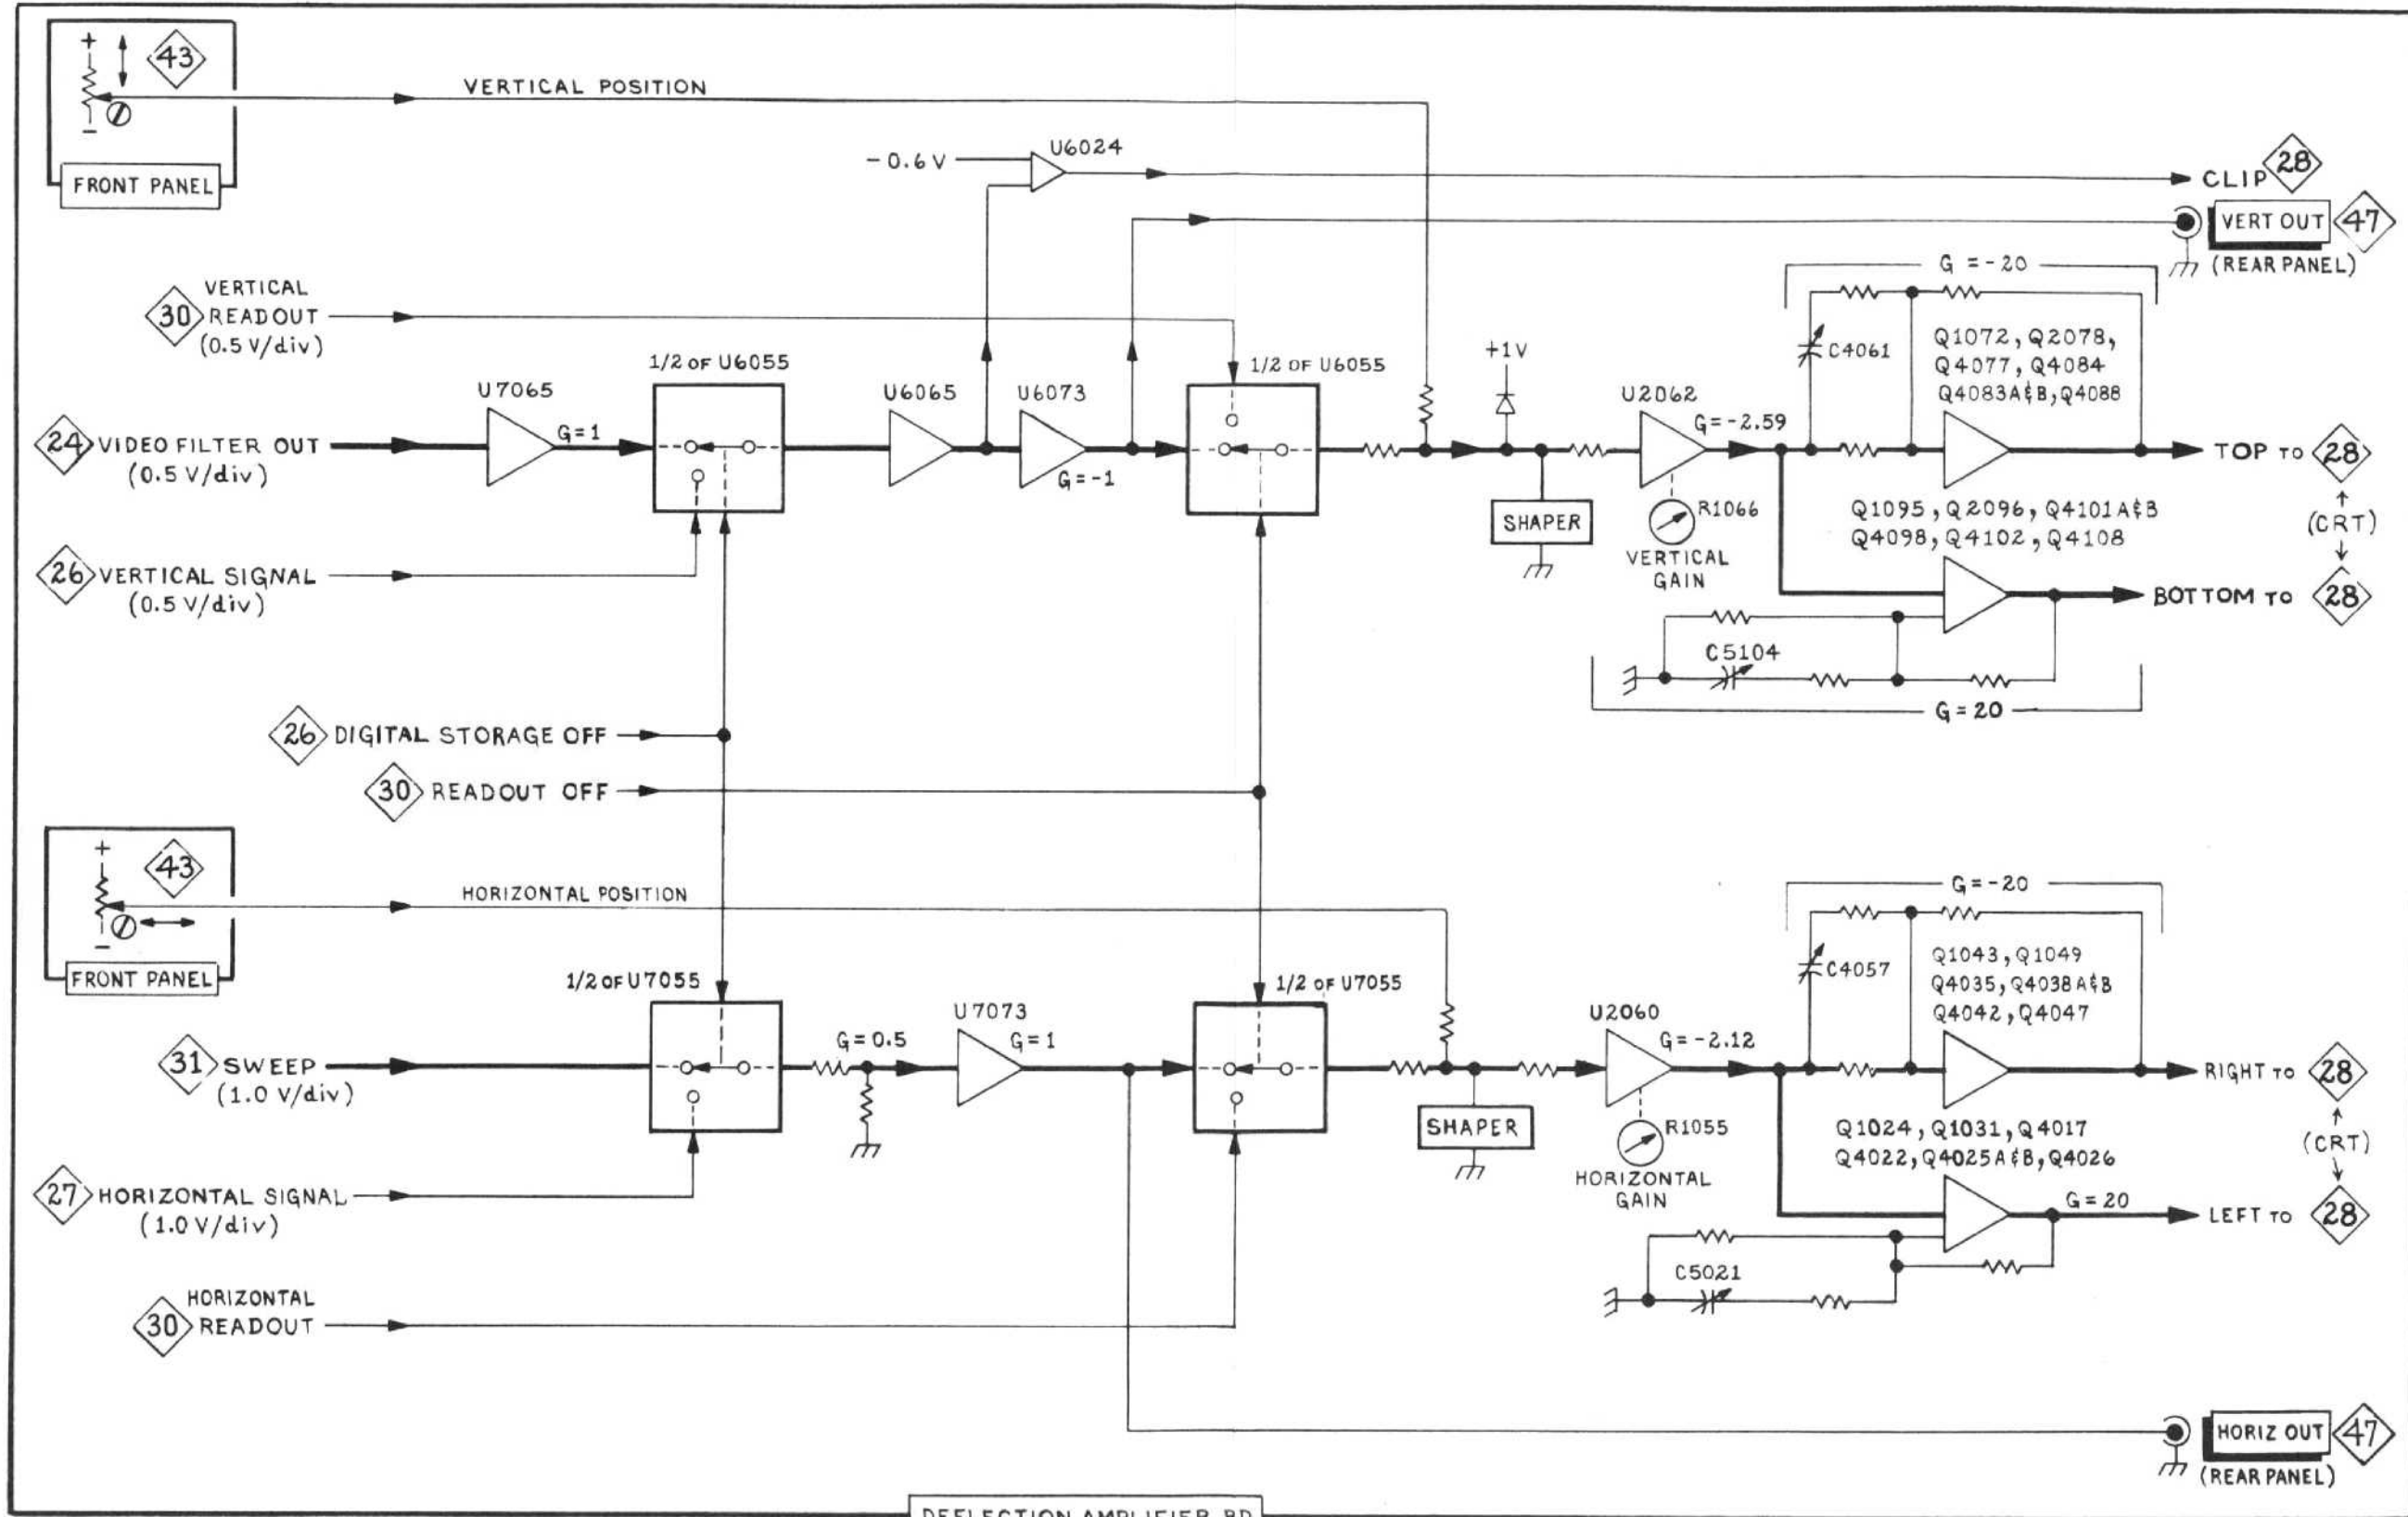 +
43
−
FRONT PANEL
VERTICAL POSITION
-0.6 V
U6024
CLIP 28
VERT OUT 47
(REAR PANEL)
VERTICAL
30 READOUT
(0.5 V/div)
G = -20
C4061
Q1072, Q2078,
Q4077, Q4084
Q4083A&B, Q4088
1/2 OF U6055
+1V
1/2 OF U6055
U7065
G=1
U6065
U6073
G=-1
U2062
G=-2.59
24 VIDEO FILTER OUT
(0.5 V/div)
TOP TO 28
SHAPER
R1066
VERTICAL
GAIN
Q1095, Q2096, Q4101A&B
Q4098, Q4102, Q4108
(CRT)
26 VERTICAL SIGNAL
(0.5 V/div)
BOTTOM TO 28
C5104
G=20
26 DIGITAL STORAGE OFF
30 READOUT OFF
+
43
−
FRONT PANEL
HORIZONTAL POSITION
G=-20
C4057
Q1043, Q1049
Q4035, Q4038A&B
Q4042, Q4047
1/2 OF U7055
1/2 OF U7055
U7073
G=0.5
G=1
U2060
G=-2.12
31 SWEEP
(1.0 V/div)
RIGHT TO 28
SHAPER
R1055
HORIZONTAL
GAIN
Q1024, Q1031, Q4017
Q4022, Q4025A&B, Q4026
(CRT)
27 HORIZONTAL SIGNAL
(1.0 V/div)
G=20
LEFT TO 28
C5021
HORIZONTAL
30 READOUT
HORIZ OUT 47
(REAR PANEL)
DEFLECTION AMPLIFIER BD